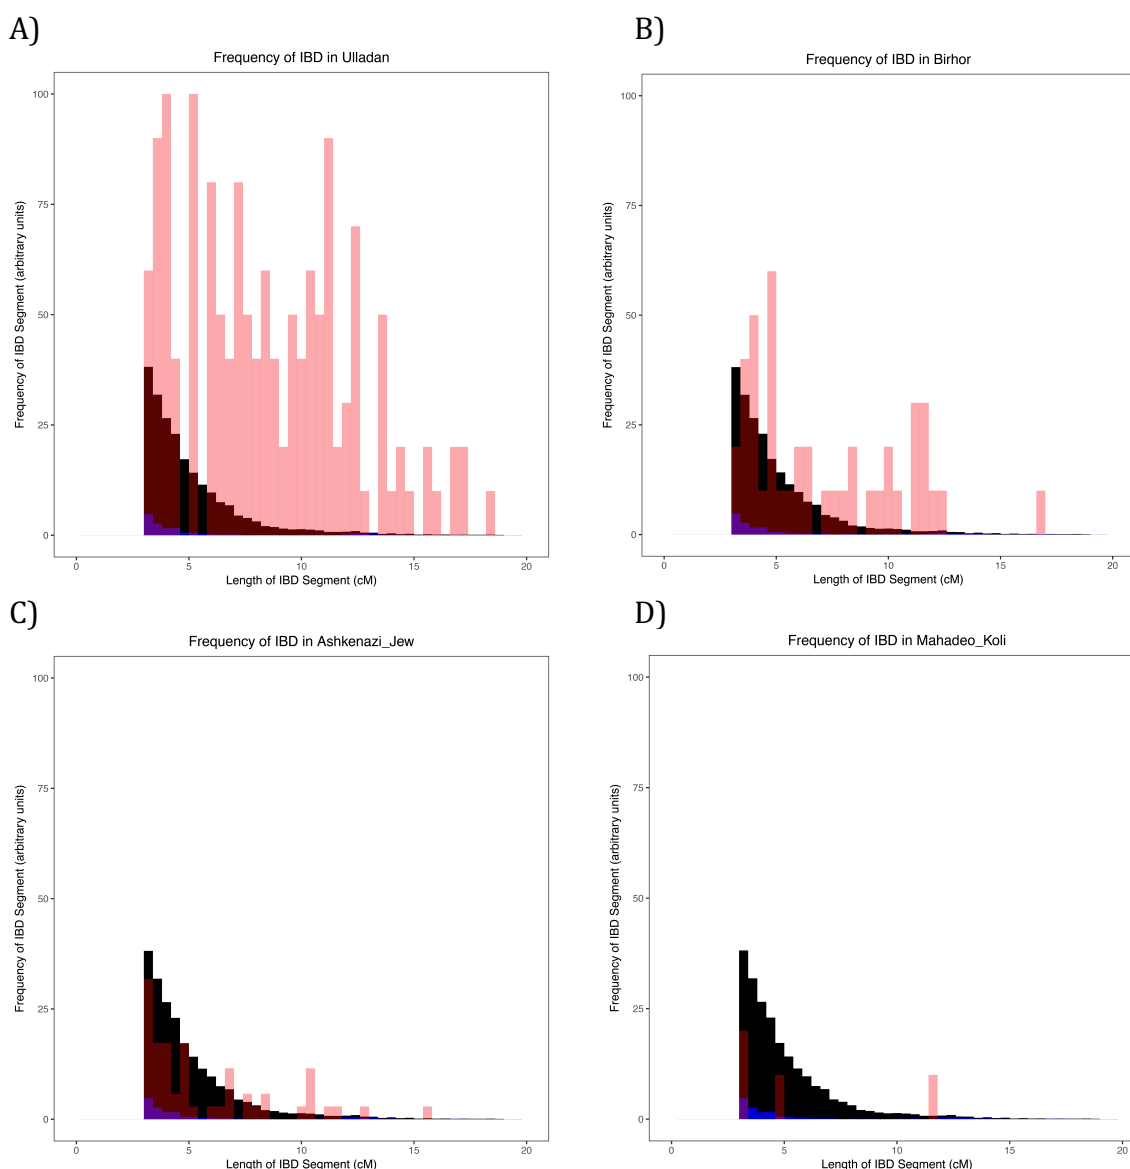 A)
Frequency of IBD in Ulladan
Frequency of IBD Segment (arbitrary units)
100
75
50
25
0
0 5 10 15 20
Length of IBD Segment (cM)
B)
Frequency of IBD in Birhor
Frequency of IBD Segment (arbitrary units)
100
75
50
25
0
0 5 10 15 20
Length of IBD Segment (cM)
C)
Frequency of IBD in Ashkenazi_Jew
Frequency of IBD Segment (arbitrary units)
100
75
50
25
0
0 5 10 15 20
Length of IBD Segment (cM)
D)
Frequency of IBD in Mahadeo_Koli
Frequency of IBD Segment (arbitrary units)
100
75
50
25
0
0 5 10 15 20
Length of IBD Segment (cM)